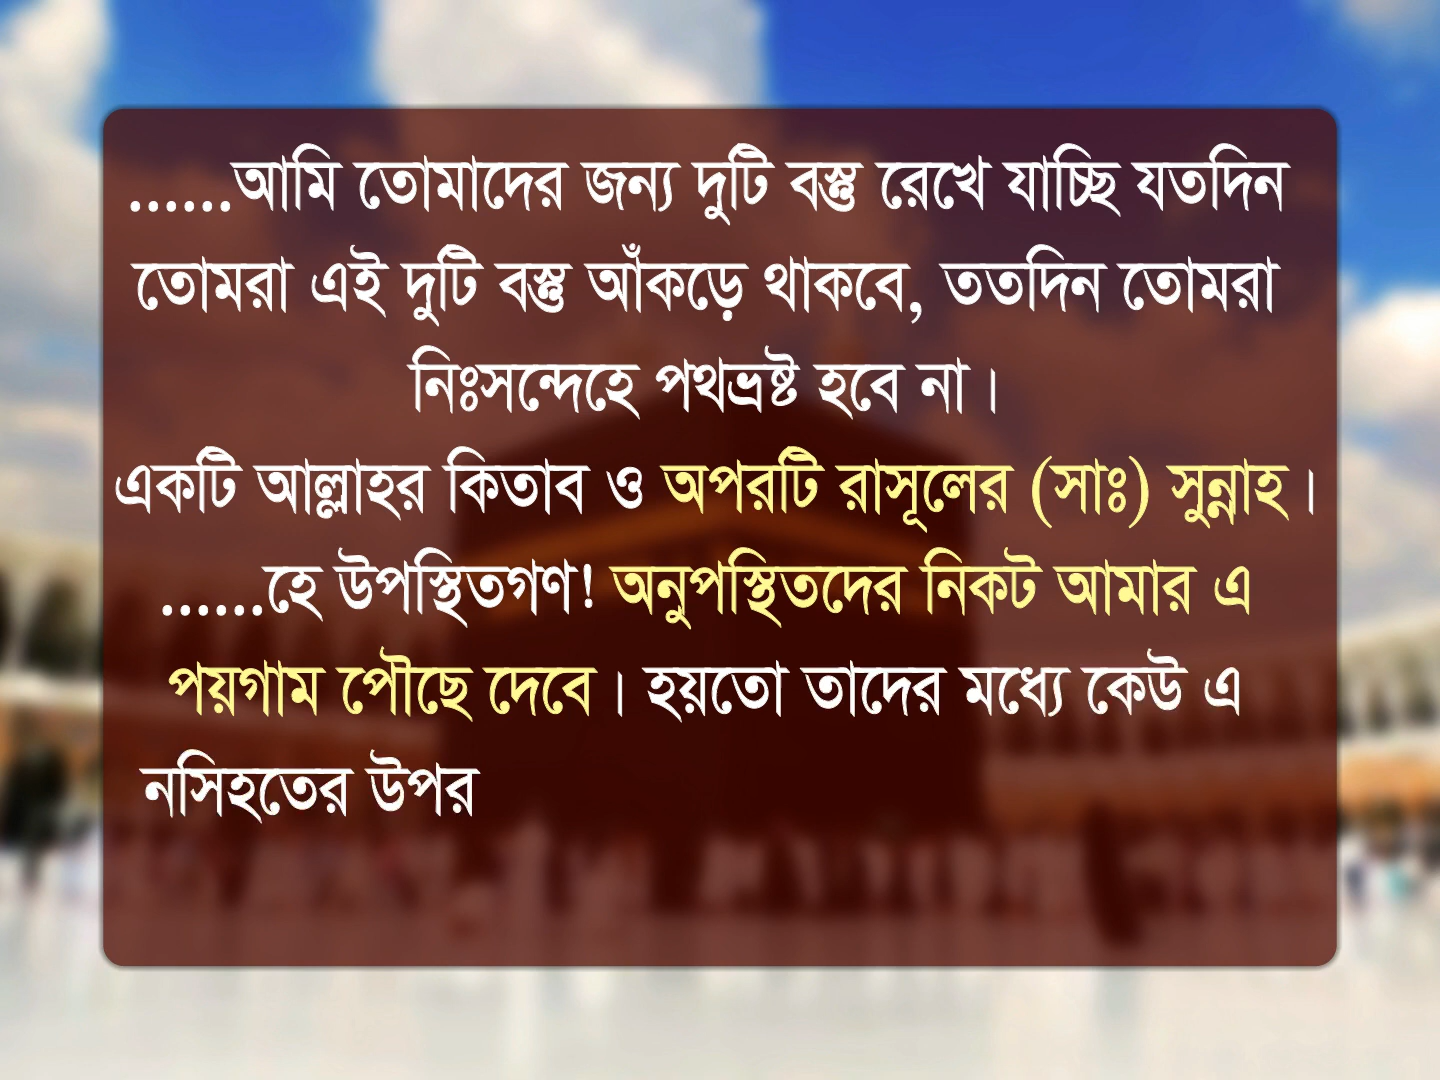 ......আমি তোমাদের জন্য দুটি বস্তু রেখে যাচ্ছি যতদিন
তোমরা এই দুটি বস্তু আঁকড়ে থাকবে, ততদিন তোমরা
নিঃসন্দেহে পথভ্রষ্ট হবে না।
একটি আল্লাহর কিতাব ও অপরটি রাসূলের (সাঃ) সুন্নাহ।
......হে উপস্থিতগণ! অনুপস্থিতদের নিকট আমার এ
পয়গাম পৌছে দেবে। হয়তো তাদের মধ্যে কেউ এ
নসিহতের উপর